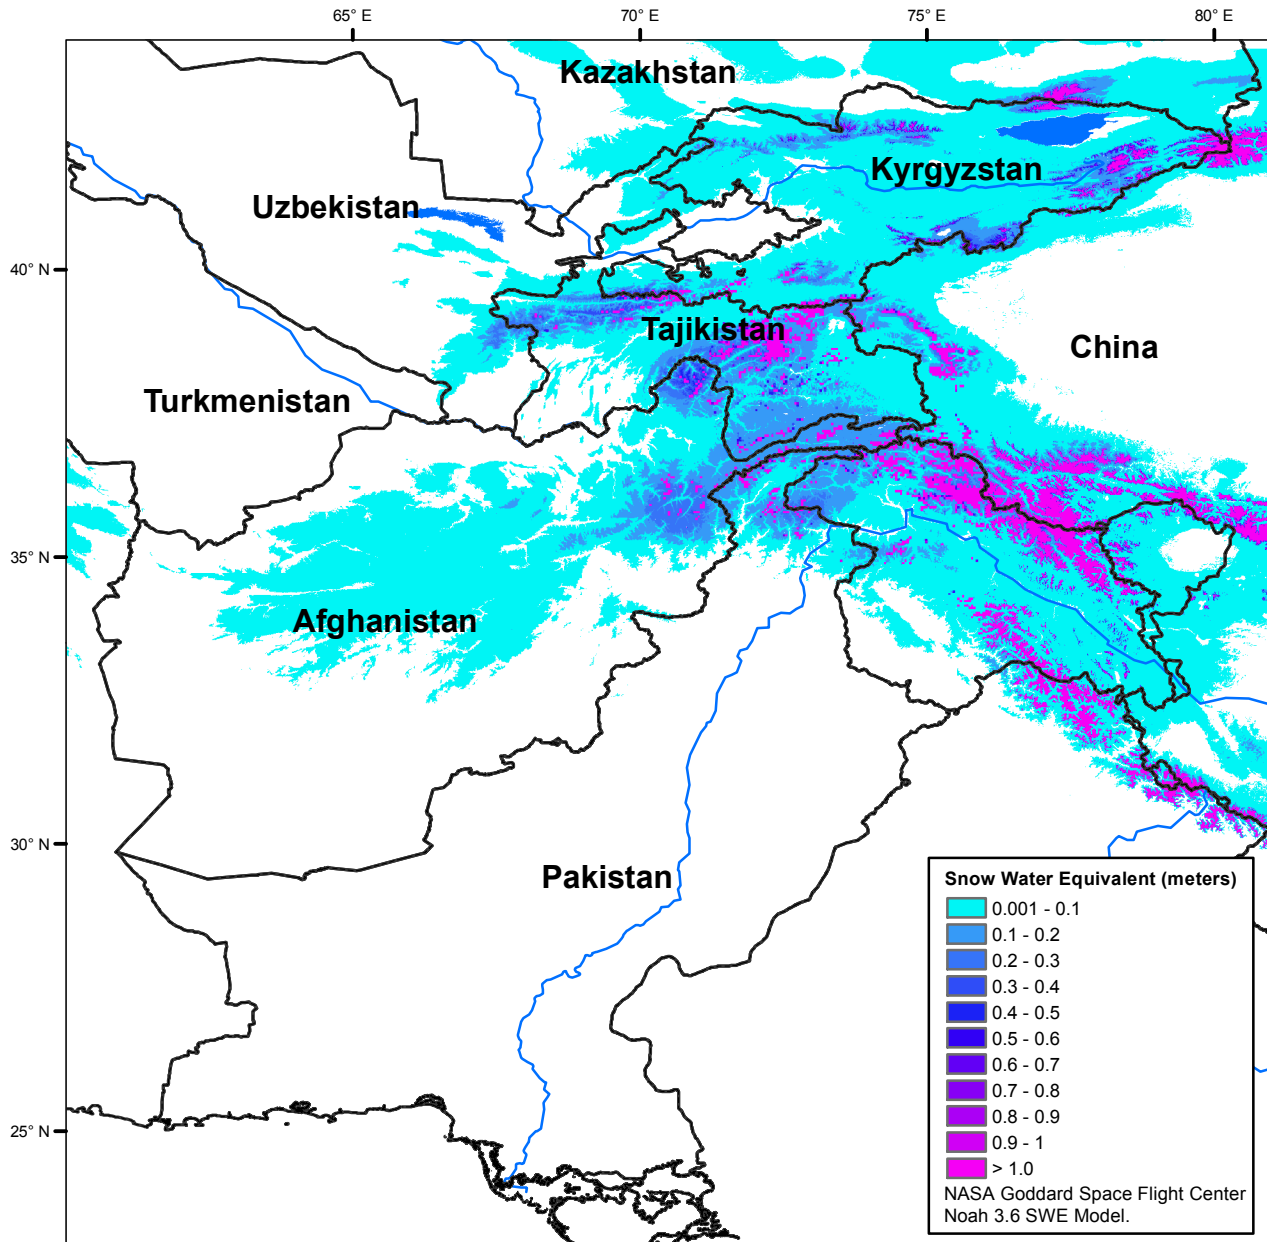 65° E
70° E
75° E
80° E
Kazakhstan
Kyrgyzstan
Uzbekistan
40° N
Tajikistan
China
Turkmenistan
35° N
Afghanistan
30° N
Pakistan
25° N
Snow Water Equivalent (meters)
0.001 - 0.1
0.1 - 0.2
0.2 - 0.3
0.3 - 0.4
0.4 - 0.5
0.5 - 0.6
0.6 - 0.7
0.7 - 0.8
0.8 - 0.9
0.9 - 1
> 1.0
NASA Goddard Space Flight Center
Noah 3.6 SWE Model.